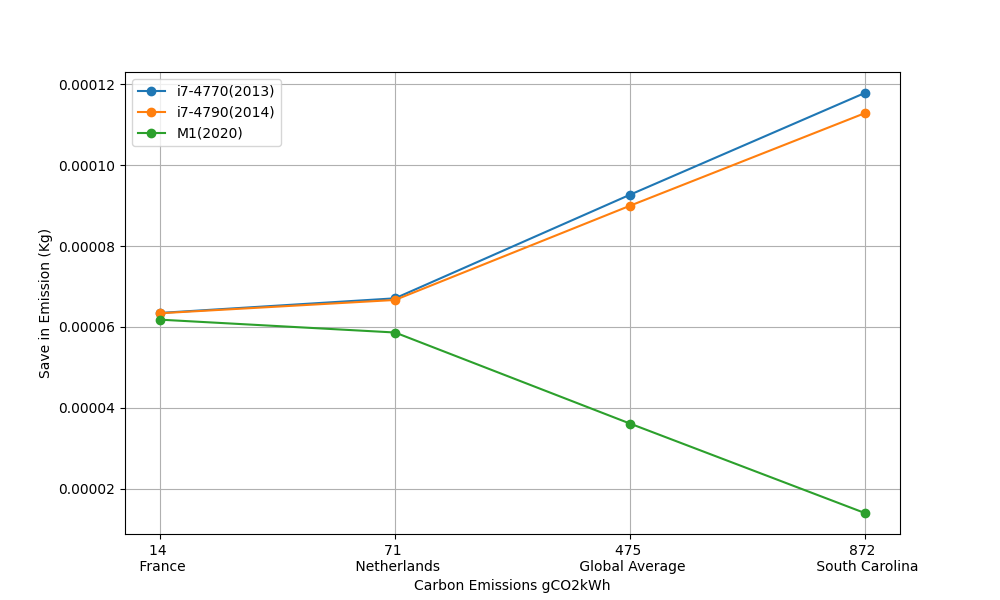 i7-4770(2013)
i7-4790(2014)
M1(2020)
0.00012
0.00010
0.00008
0.00006
0.00004
0.00002
Save in Emission (Kg)
14 71 475 872
France Netherlands Global Average South Carolina
Carbon Emissions gCO2kWh